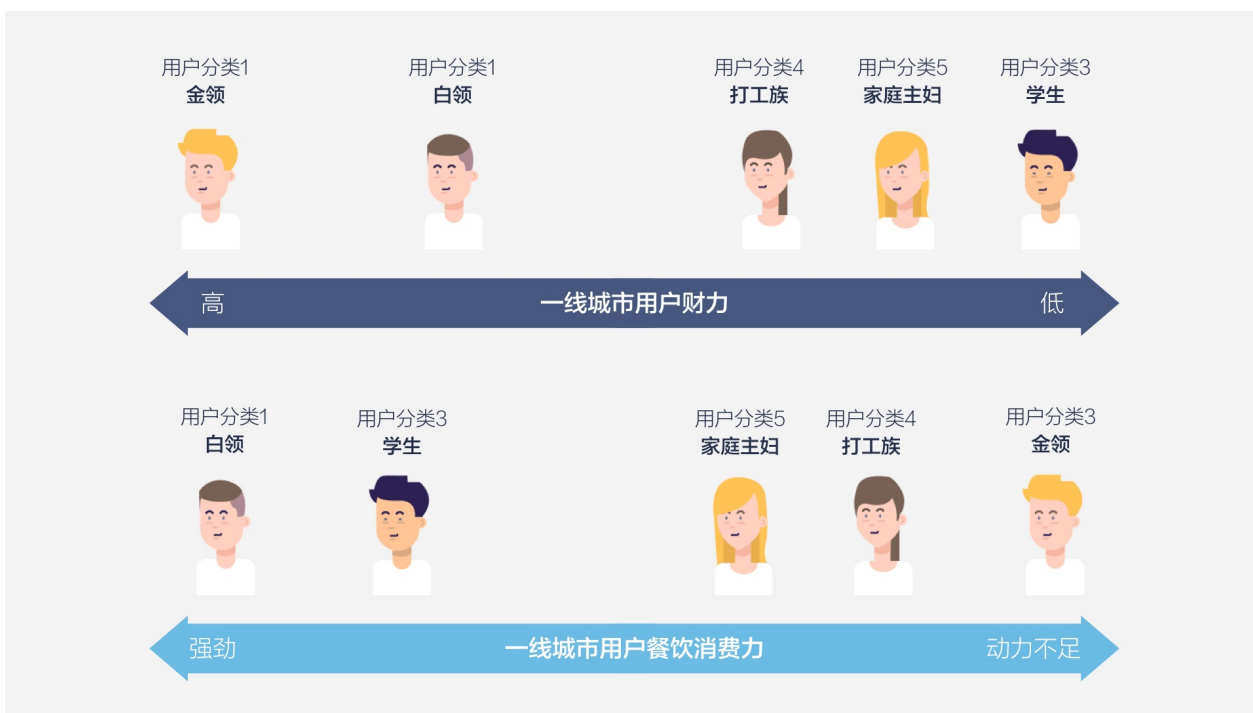 用户分类1
金领
用户分类1
白领
用户分类4
打工族
用户分类5
家庭主妇
用户分类3
学生
高
一线城市用户财力
低
用户分类1
白领
用户分类3
学生
用户分类5
家庭主妇
用户分类4
打工族
用户分类3
金领
强劲
一线城市用户餐饮消费力
动力不足